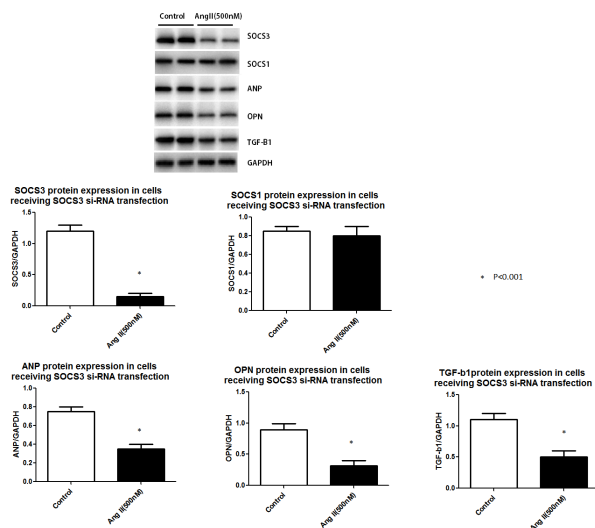 Control AngII(500nM)
SOCS3
SOCS1
ANP
OPN
TGF-B1
GAPDH
SOCS3 protein expression in cells
receiving SOCS3 si-RNA transfection
SOCS3/GAPDH
1.5
1.0
0.5
0.0
*
Control
Ang II(500nM)
SOCS1 protein expression in cells
receiving SOCS3 si-RNA transfection
SOCS1/GAPDH
1.0
0.8
0.6
0.4
0.2
0.0
Control
Ang II(500nM)
* P<0.001
ANP protein expression in cells
receiving SOCS3 si-RNA transfection
ANP/GAPDH
1.0
0.8
0.6
0.4
0.2
0.0
*
Control
Ang II(500nM)
OPN protein expression in cells
receiving SOCS3 si-RNA transfection
OPN/GAPDH
1.5
1.0
0.5
0.0
*
Control
Ang II(500nM)
TGF-b1protein expression in cells
receiving SOCS3 si-RNA transfection
TGF-b1/GAPDH
1.5
1.0
0.5
0.0
*
Control
Ang II(500nM)